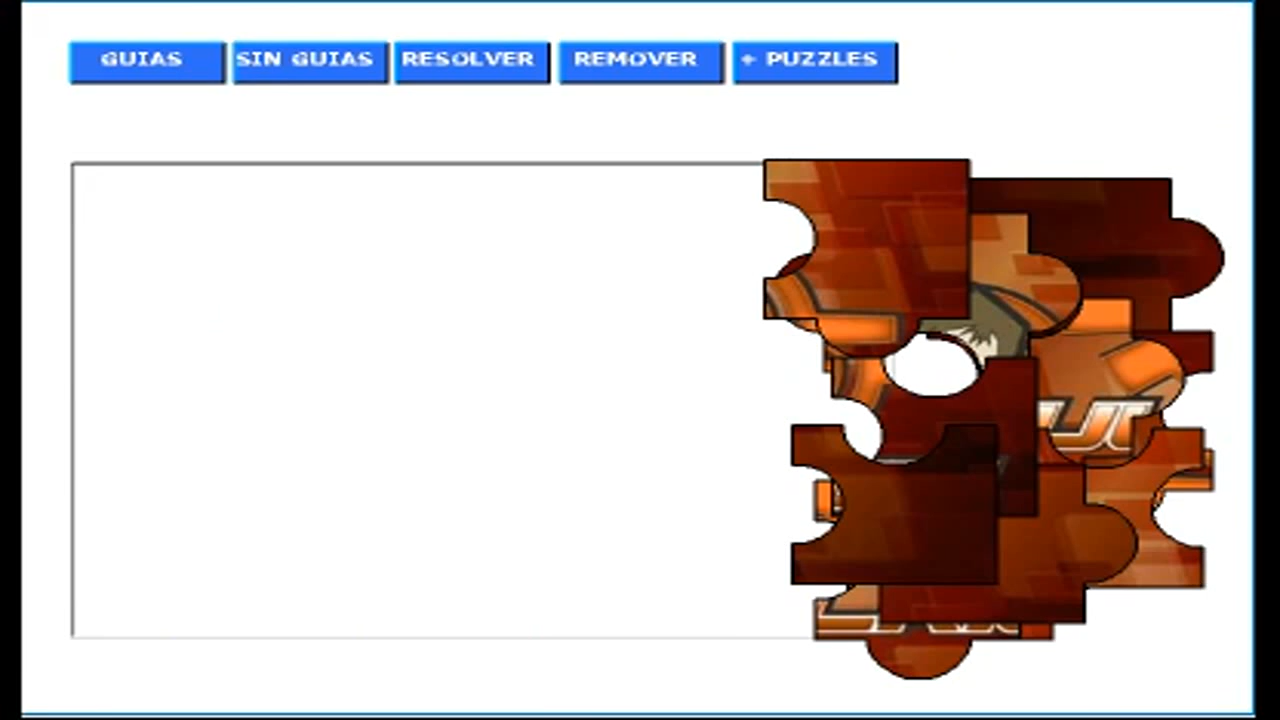 GUIAS
SIN GUIAS
RESOLVER
REMOVER
+ PUZZLES